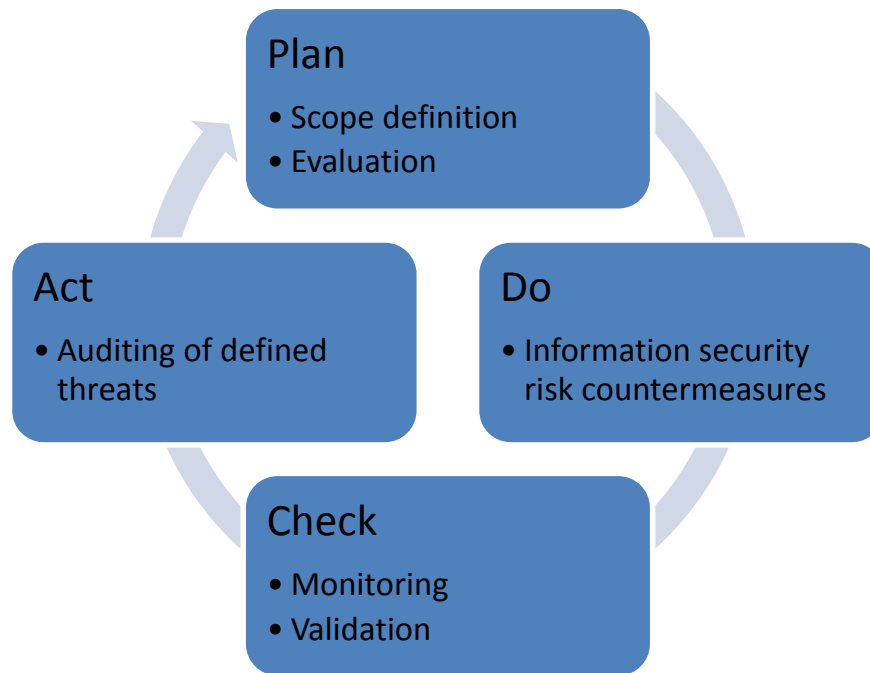 Plan
• Scope definition
• Evaluation
Do
• Information security
risk countermeasures
Check
• Monitoring
• Validation
Act
• Auditing of defined
threats